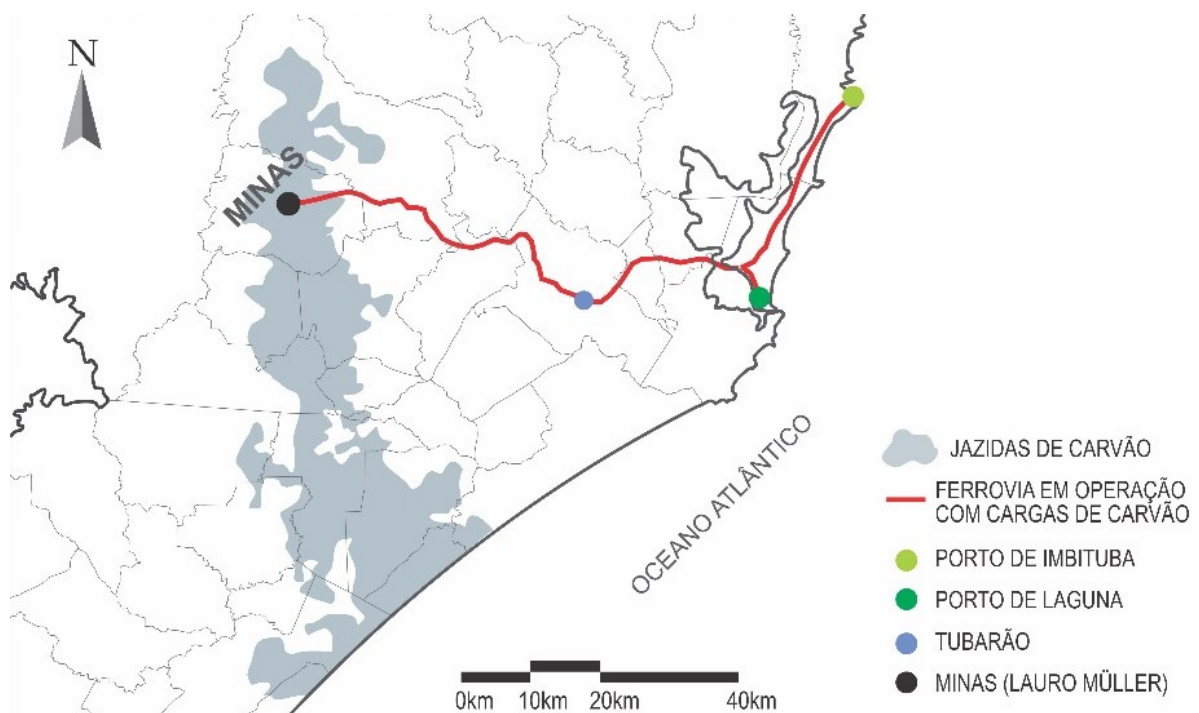 N
MINAS
OCEANO ATLÂNTICO
JAZIDAS DE CARVÃO
FERROVIA EM OPERAÇÃO
COM CARGAS DE CARVÃO
PORTO DE IMBITUBA
PORTO DE LAGUNA
TUBARÃO
MINAS (LAURO MÜLLER)
0km 10km 20km 40km